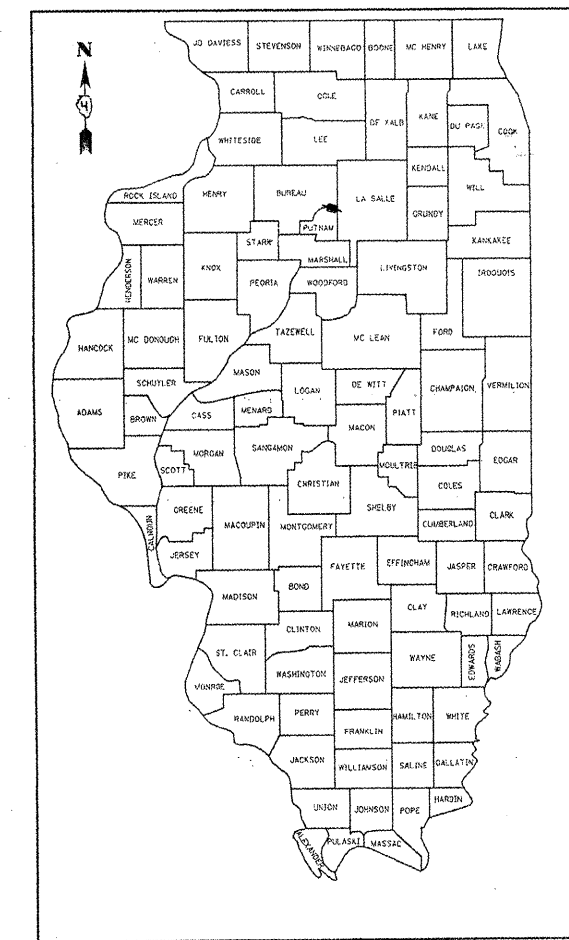 JO DAVIESS STEVENSON WINNEBAGO BOONE MC HENRY LAKE
N
CARROLL OGLE
4
DE KALB KANE DU PAGE COOK
WHITESIDE LEE
KENDALL WILL
HENRY BUREAU LA SALLE
ROCK ISLAND
GRUNDY
MERCER PUTNAM
STARK KANKAKEE
KNOX MARSHALL LIVINGSTON
HENDERSON WARREN PEORIA WOODFORD IROQUOIS
TAZEWELL FORD
HANCOCK MC DONOUGH FULTON MC LEAN
MASON
SCHUYLER LOGAN DE WITT CHAMPAIGN VERMILION
ADAMS BROWN CASS MENARD PIATT
MACON
SANGAMON DOUGLAS
PIKE SCOTT MORGAN MOULTRIE EDGAR
CHRISTIAN COLES
GREENE SHELBY
CALHOUN MACOUPIN MONTGOMERY CUMBERLAND CLARK
JERSEY
FAYETTE EFFINGHAM JASPER CRAWFORD
MADISON BOND
CLAY RICHLAND LAWRENCE
CLINTON MARION
ST. CLAIR WAYNE EDWARDS WABASH
WASHINGTON JEFFERSON
MONROE
RANDOLPH PERRY HAMILTON WHITE
FRANKLIN
JACKSON WILLIAMSON SALINE GALLATIN
UNION JOHNSON POPE HARDIN
ALEXANDER PULASKI MASSAC